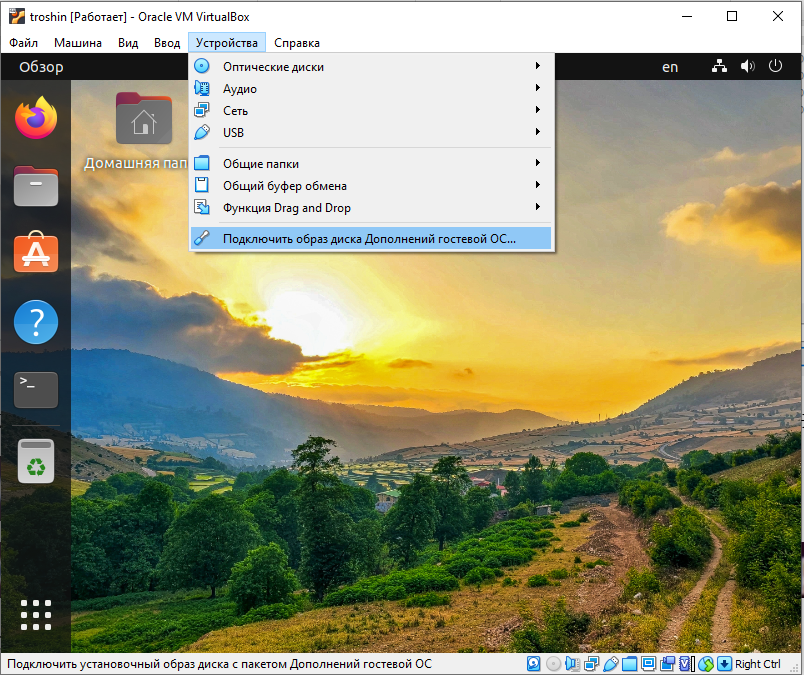 troshin [Работает] - Oracle VM VirtualBox
Файл Машина Вид Ввод Устройства Справка
Обзор en
Оптические диски
Аудио
Сеть
USB
Общие папки
Общий буфер обмена
Функция Drag and Drop
Подключить образ диска Дополнений гостевой ОС...
Домашняя пап
>_
?
Подключить установочный образ диска с пакетом Дополнений гостевой ОС Right Ctrl